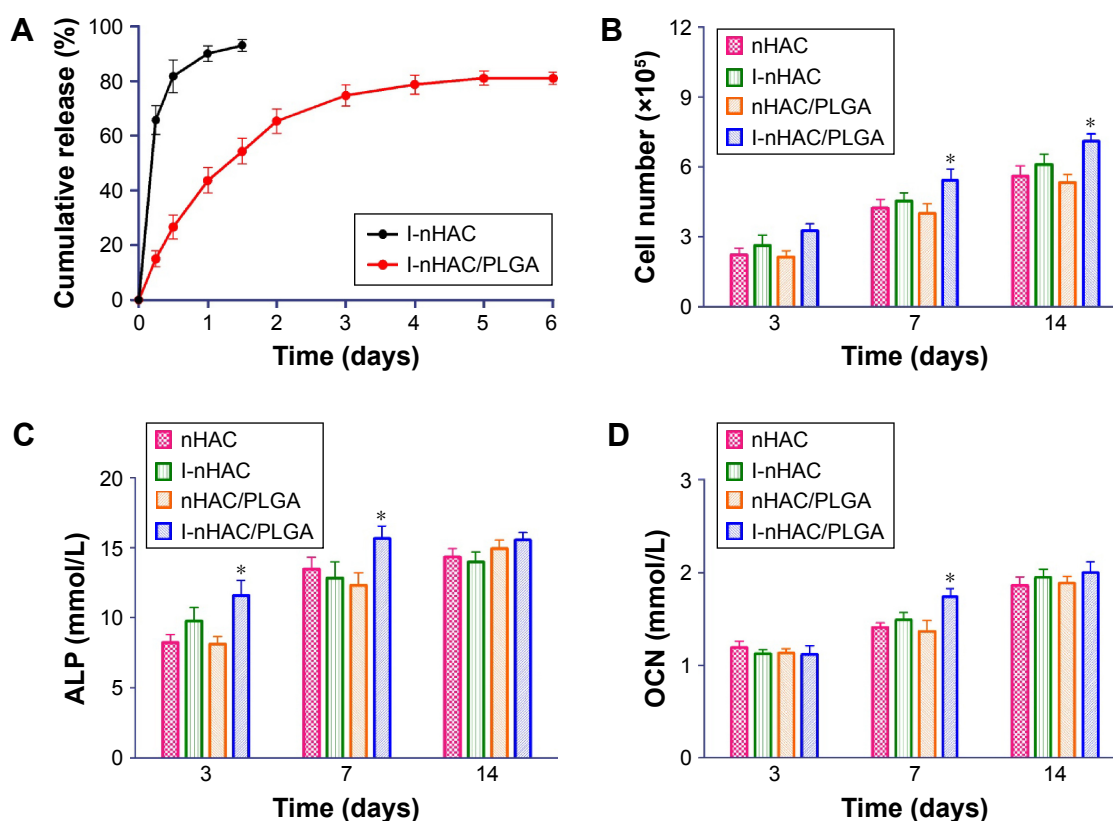 A
Cumulative release (%)
100
80
60
40
20
0
I-nHAC
I-nHAC/PLGA
0 1 2 3 4 5 6
Time (days)
B
Cell number (×10⁵)
12
9
6
3
0
nHAC
I-nHAC
nHAC/PLGA
I-nHAC/PLGA
*
*
3 7 14
Time (days)
C
ALP (mmol/L)
20
15
10
5
0
nHAC
I-nHAC
nHAC/PLGA
I-nHAC/PLGA
*
*
3 7 14
Time (days)
D
OCN (mmol/L)
3
2
1
0
nHAC
I-nHAC
nHAC/PLGA
I-nHAC/PLGA
*
3 7 14
Time (days)